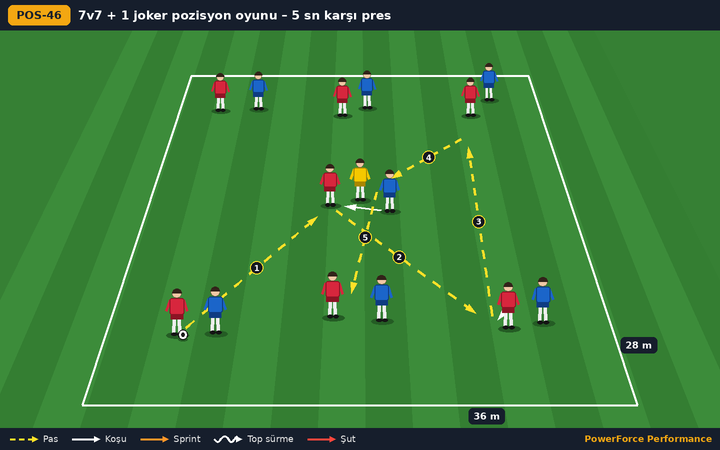 POS-46 7v7 + 1 joker pozisyon oyunu – 5 sn karşı pres
4
3
5
2
1
28 m
36 m
Pas Koşu Sprint Top sürme Şut PowerForce Performance